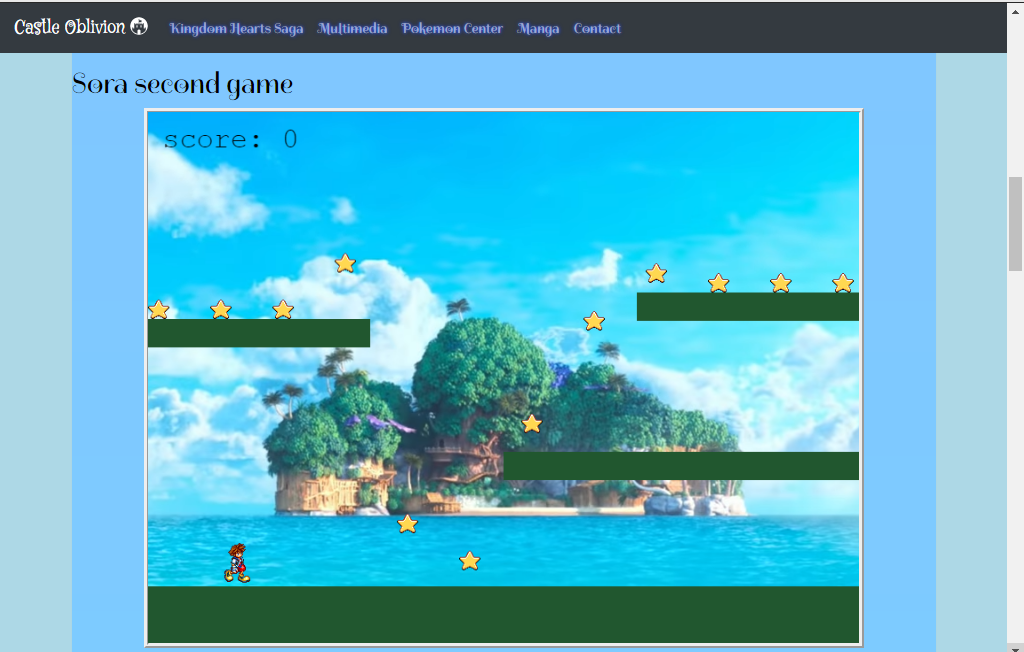 Castle Oblivion Kingdom Hearts Saga Multimedia Pokemon Center Manga Contact
Sora second game
score: 0